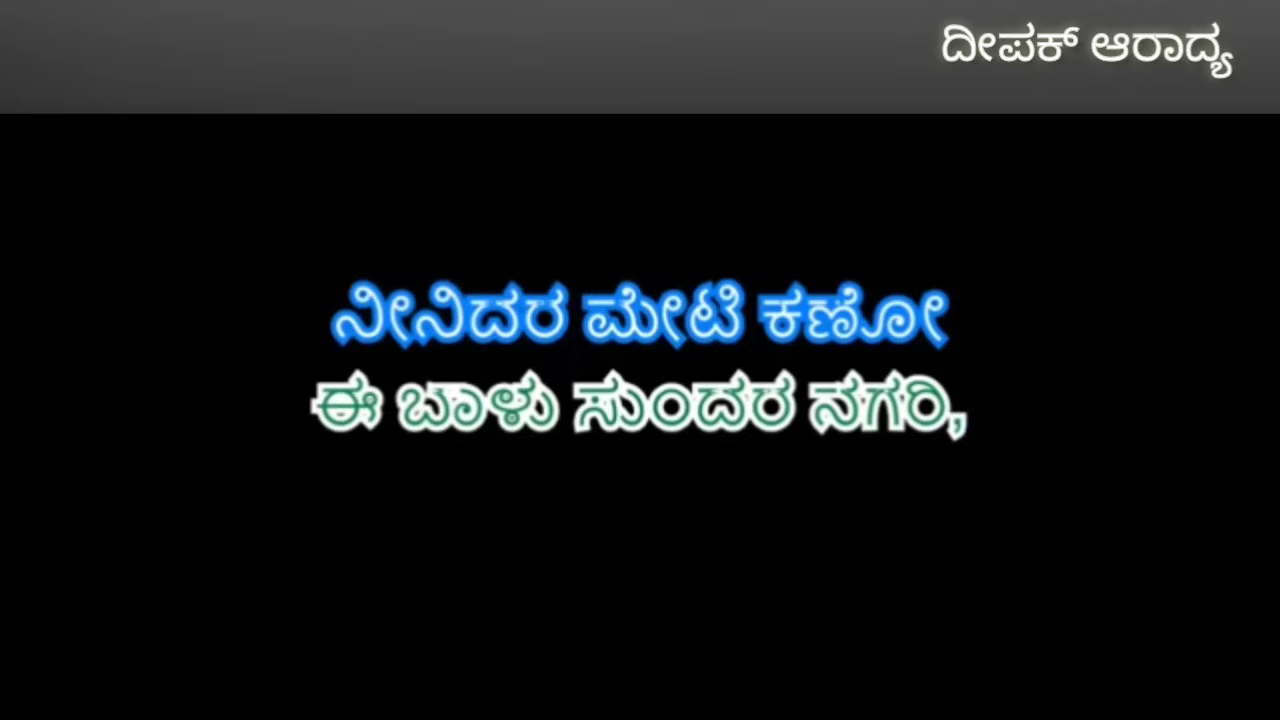 ದೀಪಕ್ ಆರಾದ್ಯ
ನೀನಿದರ ಮೇಟಿ ಕಣೋ
ಈ ಬಾಳು ಸುಂದರ ನಗರಿ,